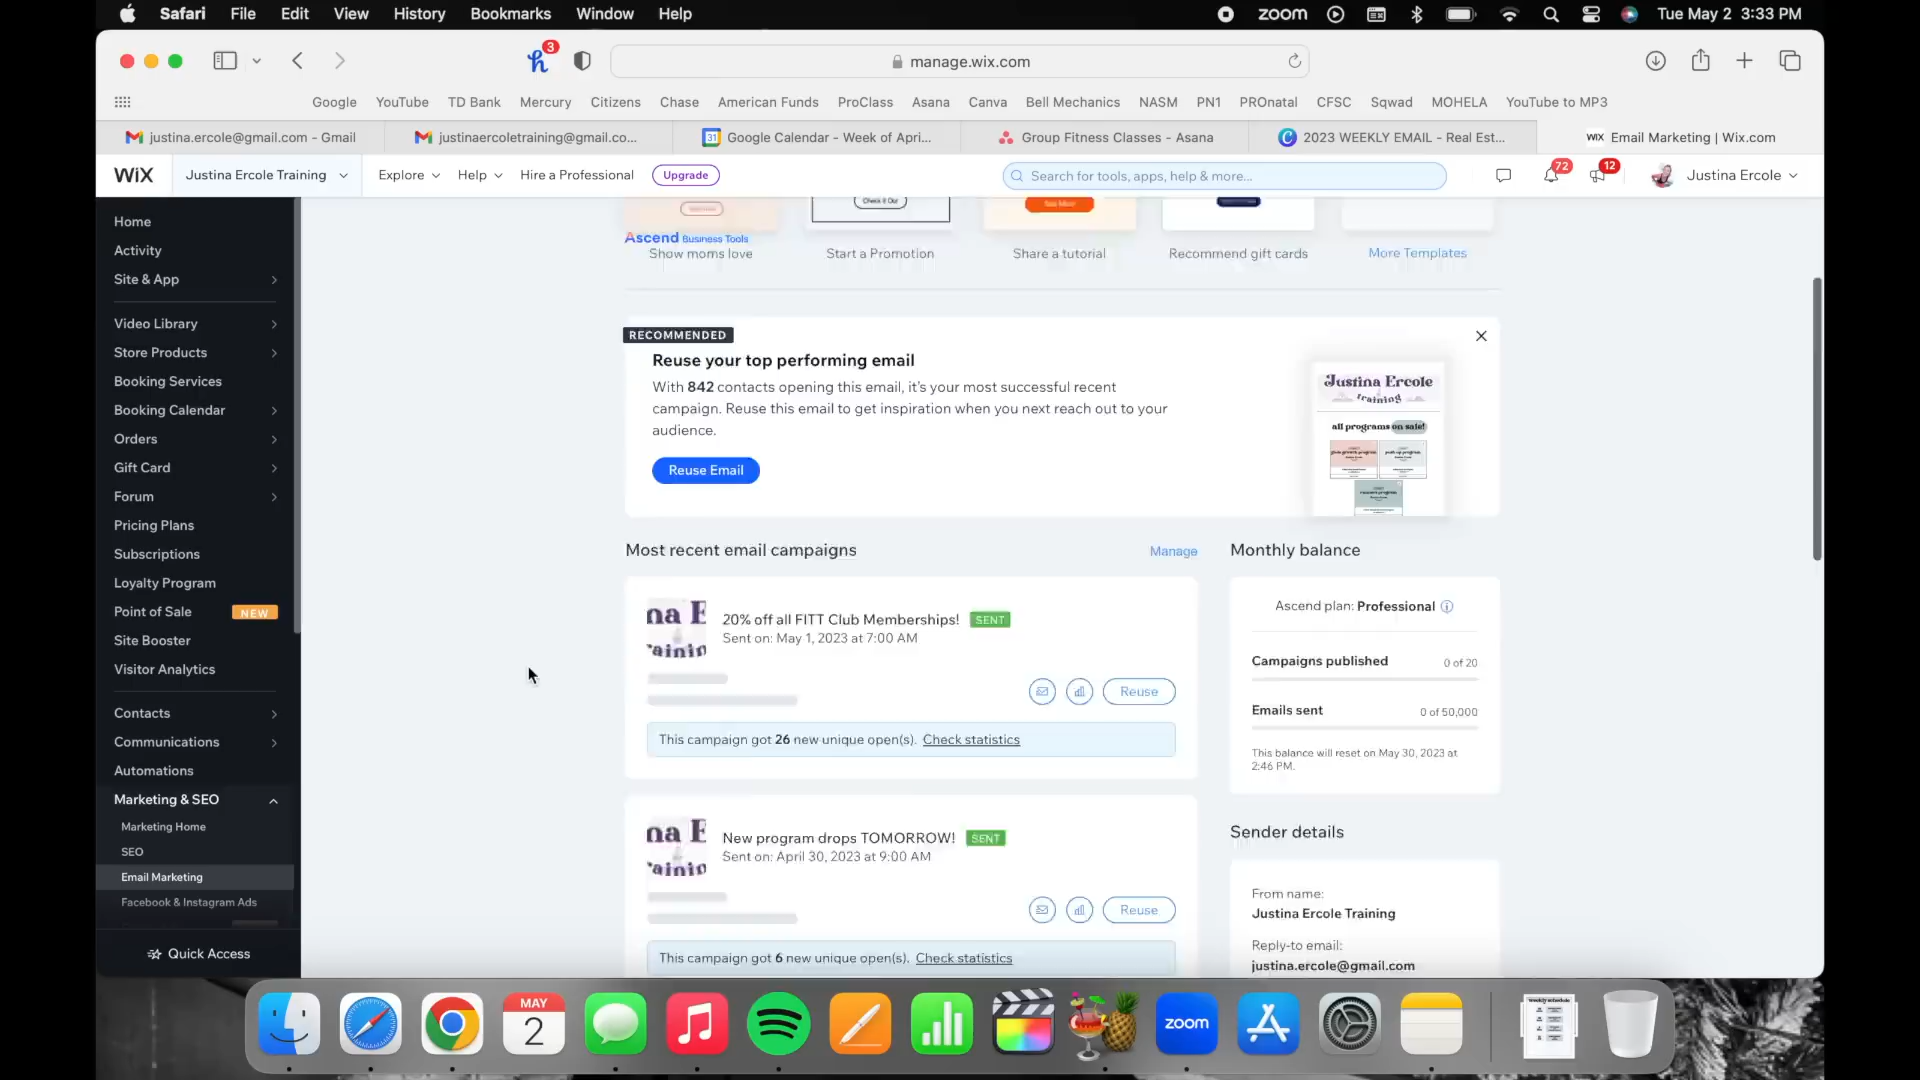 Safari File Edit View History Bookmarks Window Help
zoom Tue May 2 3:33 PM
3
manage.wix.com
Google YouTube TD Bank Mercury Citizens Chase American Funds ProClass Asana Canva Bell Mechanics NASM PN1 PROnatal CFSC Sqwad MOHELA YouTube to MP3
justina.ercole@gmail.com - Gmail
justinaercoletraining@gmail.co...
Google Calendar - Week of Apri...
Group Fitness Classes - Asana
2023 WEEKLY EMAIL - Real Est...
WIX Email Marketing | Wix.com
WIX Justina Ercole Training Explore Help Hire a Professional Upgrade
Search for tools, apps, help & more...
72 12 Justina Ercole
Home
Activity
Site & App
Video Library
Store Products
Booking Services
Booking Calendar
Orders
Gift Card
Forum
Pricing Plans
Subscriptions
Loyalty Program
Point of Sale NEW
Site Booster
Visitor Analytics
Contacts
Communications
Automations
Marketing & SEO
Marketing Home
SEO
Email Marketing
Facebook & Instagram Ads
Quick Access
Check It Out
Ascend Business Tools
Show moms love
Start a Promotion
Share a tutorial
Recommend gift cards
More Templates
RECOMMENDED
Reuse your top performing email
With 842 contacts opening this email, it's your most successful recent
campaign. Reuse this email to get inspiration when you next reach out to your
audience.
Reuse Email
Justina Ercole
training
all programs on sale!
Most recent email campaigns
Manage
na E
raining
20% off all FITT Club Memberships! SENT
Sent on: May 1, 2023 at 7:00 AM
Reuse
This campaign got 26 new unique open(s). Check statistics
na E
raining
New program drops TOMORROW! SENT
Sent on: April 30, 2023 at 9:00 AM
Reuse
This campaign got 6 new unique open(s). Check statistics
Monthly balance
Ascend plan: Professional
Campaigns published 0 of 20
Emails sent 0 of 50,000
This balance will reset on May 30, 2023 at
2:46 PM.
Sender details
From name:
Justina Ercole Training
Reply-to email:
justina.ercole@gmail.com
MAY
2
zoom
weekly schedule